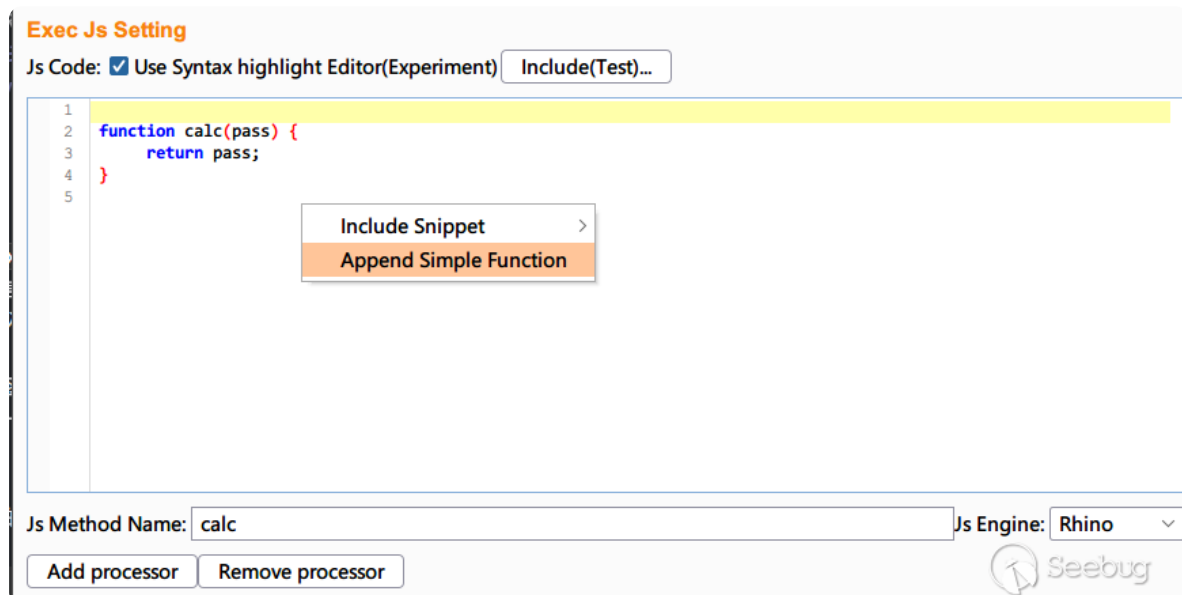 Exec Js Setting
Js Code: Use Syntax highlight Editor(Experiment) Include(Test)...
1
2 function calc(pass) {
3 return pass;
4 }
5
Include Snippet
Append Simple Function
Js Method Name: calc Js Engine: Rhino
Add processor Remove processor
Seebug